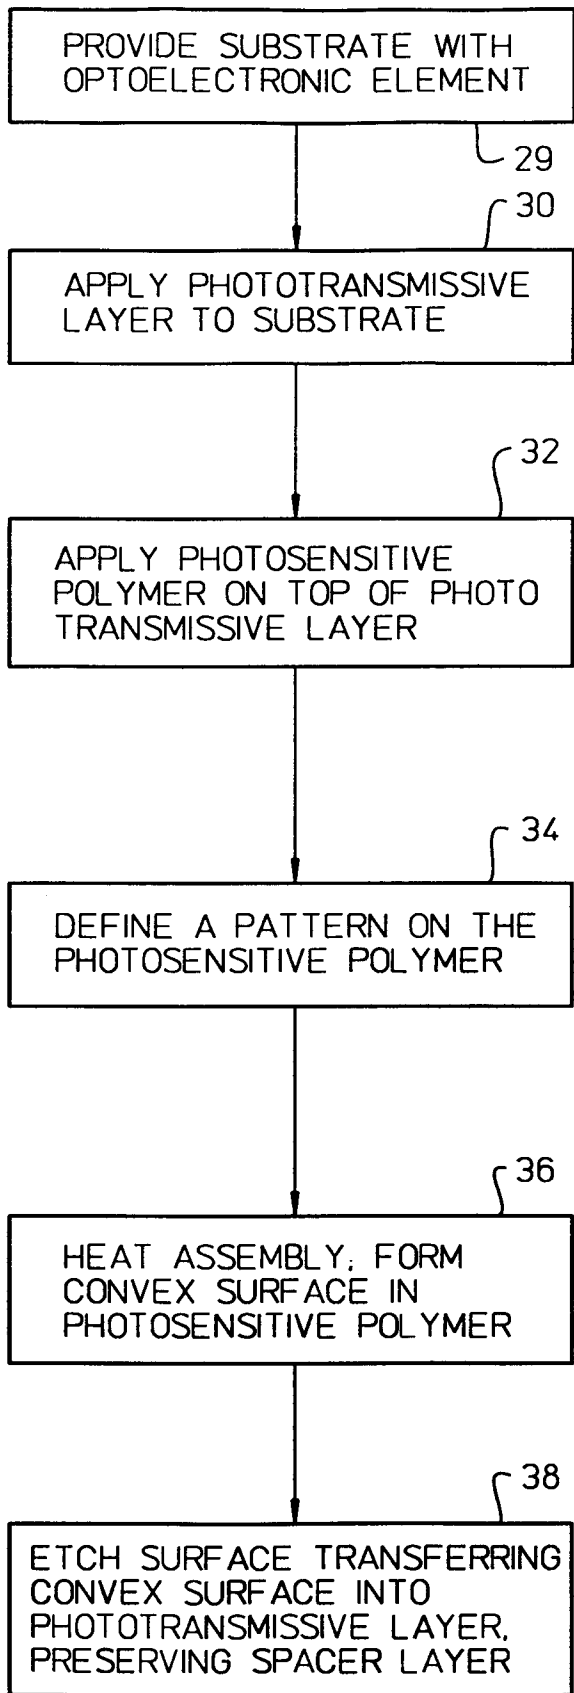 PROVIDE SUBSTRATE WITH
OPTOELECTRONIC ELEMENT
29
30
APPLY PHOTOTRANSMISSIVE
LAYER TO SUBSTRATE
32
APPLY PHOTOSENSITIVE
POLYMER ON TOP OF PHOTO
TRANSMISSIVE LAYER
34
DEFINE A PATTERN ON THE
PHOTOSENSITIVE POLYMER
36
HEAT ASSEMBLY; FORM
CONVEX SURFACE IN
PHOTOSENSITIVE POLYMER
38
ETCH SURFACE TRANSFERRING
CONVEX SURFACE INTO
PHOTOTRANSMISSIVE LAYER,
PRESERVING SPACER LAYER